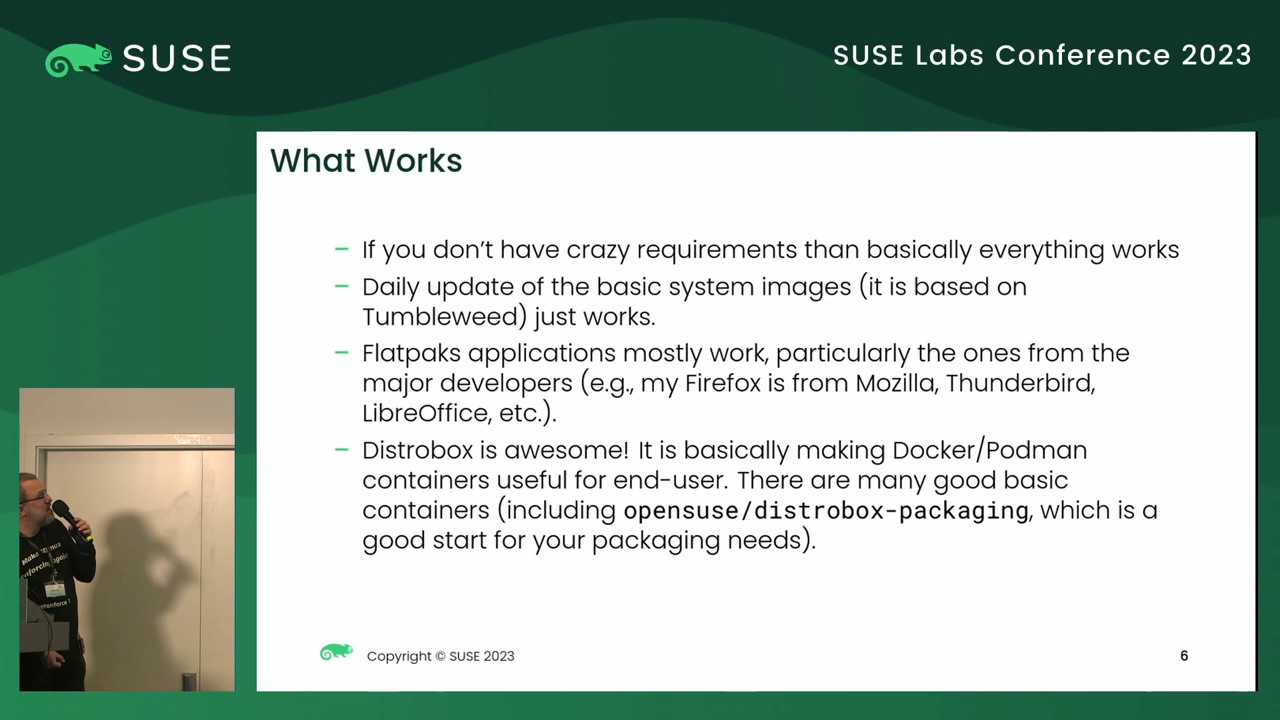 SUSE
SUSE Labs Conference 2023
What Works
– If you don't have crazy requirements than basically everything works
– Daily update of the basic system images (it is based on
Tumbleweed) just works.
– Flatpaks applications mostly work, particularly the ones from the
major developers (e.g., my Firefox is from Mozilla, Thunderbird,
LibreOffice, etc.).
– Distrobox is awesome! It is basically making Docker/Podman
containers useful for end-user. There are many good basic
containers (including opensuse/distrobox-packaging, which is a
good start for your packaging needs).
Copyright © SUSE 2023
6
Make